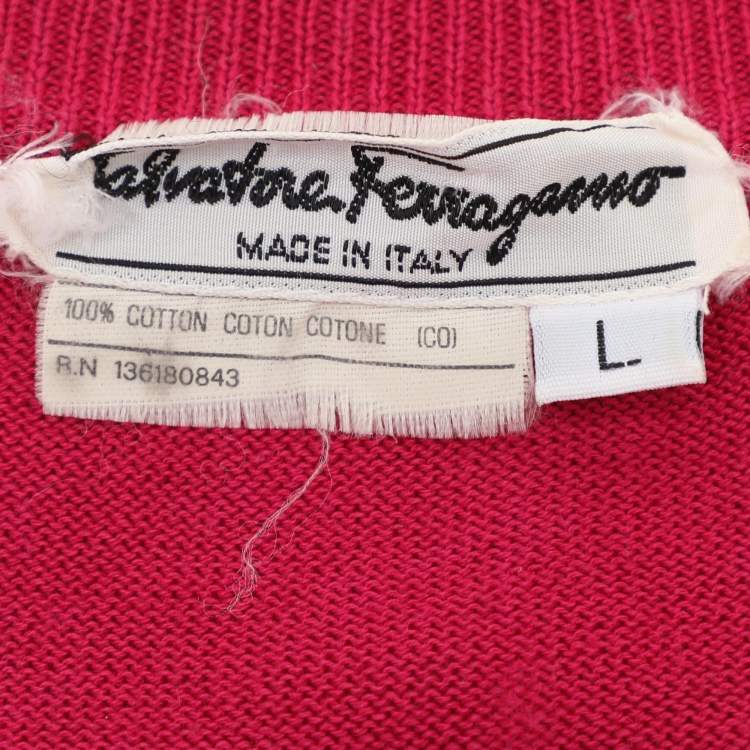 Salvatore Ferragamo
MADE IN ITALY
100% COTTON COTON COTONE (CO)
R.N 136180843
L.